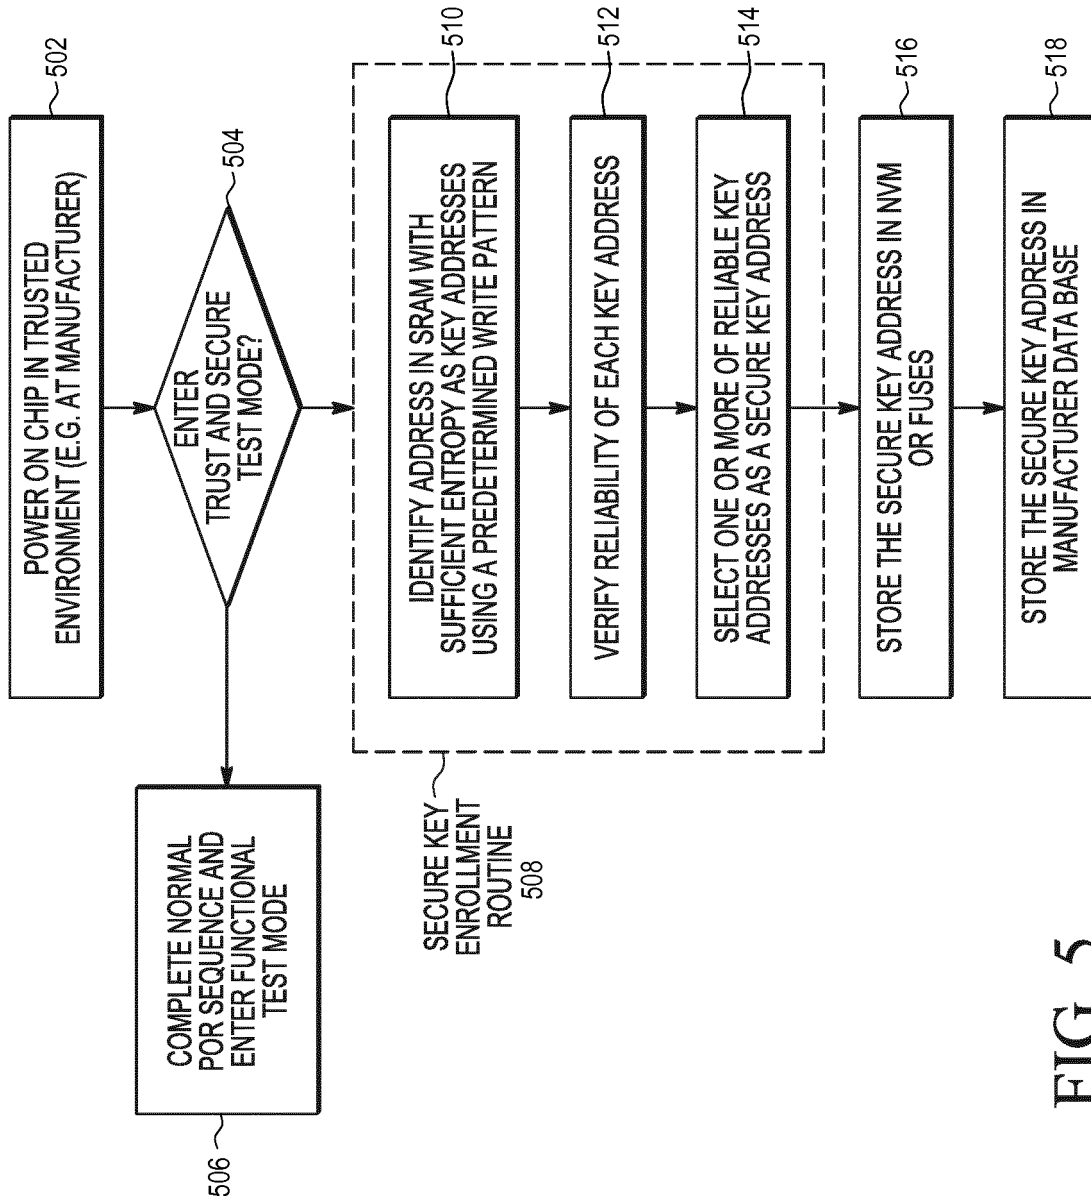 502
POWER ON CHIP IN TRUSTED
ENVIRONMENT (E.G. AT MANUFACTURER)
504
ENTER
TRUST AND SECURE
TEST MODE?
506
COMPLETE NORMAL
POR SEQUENCE AND
ENTER FUNCTIONAL
TEST MODE
SECURE KEY
ENROLLMENT
ROUTINE
508
510
IDENTIFY ADDRESS IN SRAM WITH
SUFFICIENT ENTROPY AS KEY ADDRESSES
USING A PREDETERMINED WRITE PATTERN
512
VERIFY RELIABILITY OF EACH KEY ADDRESS
514
SELECT ONE OR MORE OF RELIABLE KEY
ADDRESSES AS A SECURE KEY ADDRESS
516
STORE THE SECURE KEY ADDRESS IN NVM
OR FUSES
518
STORE THE SECURE KEY ADDRESS IN
MANUFACTURER DATA BASE
FIG. 5